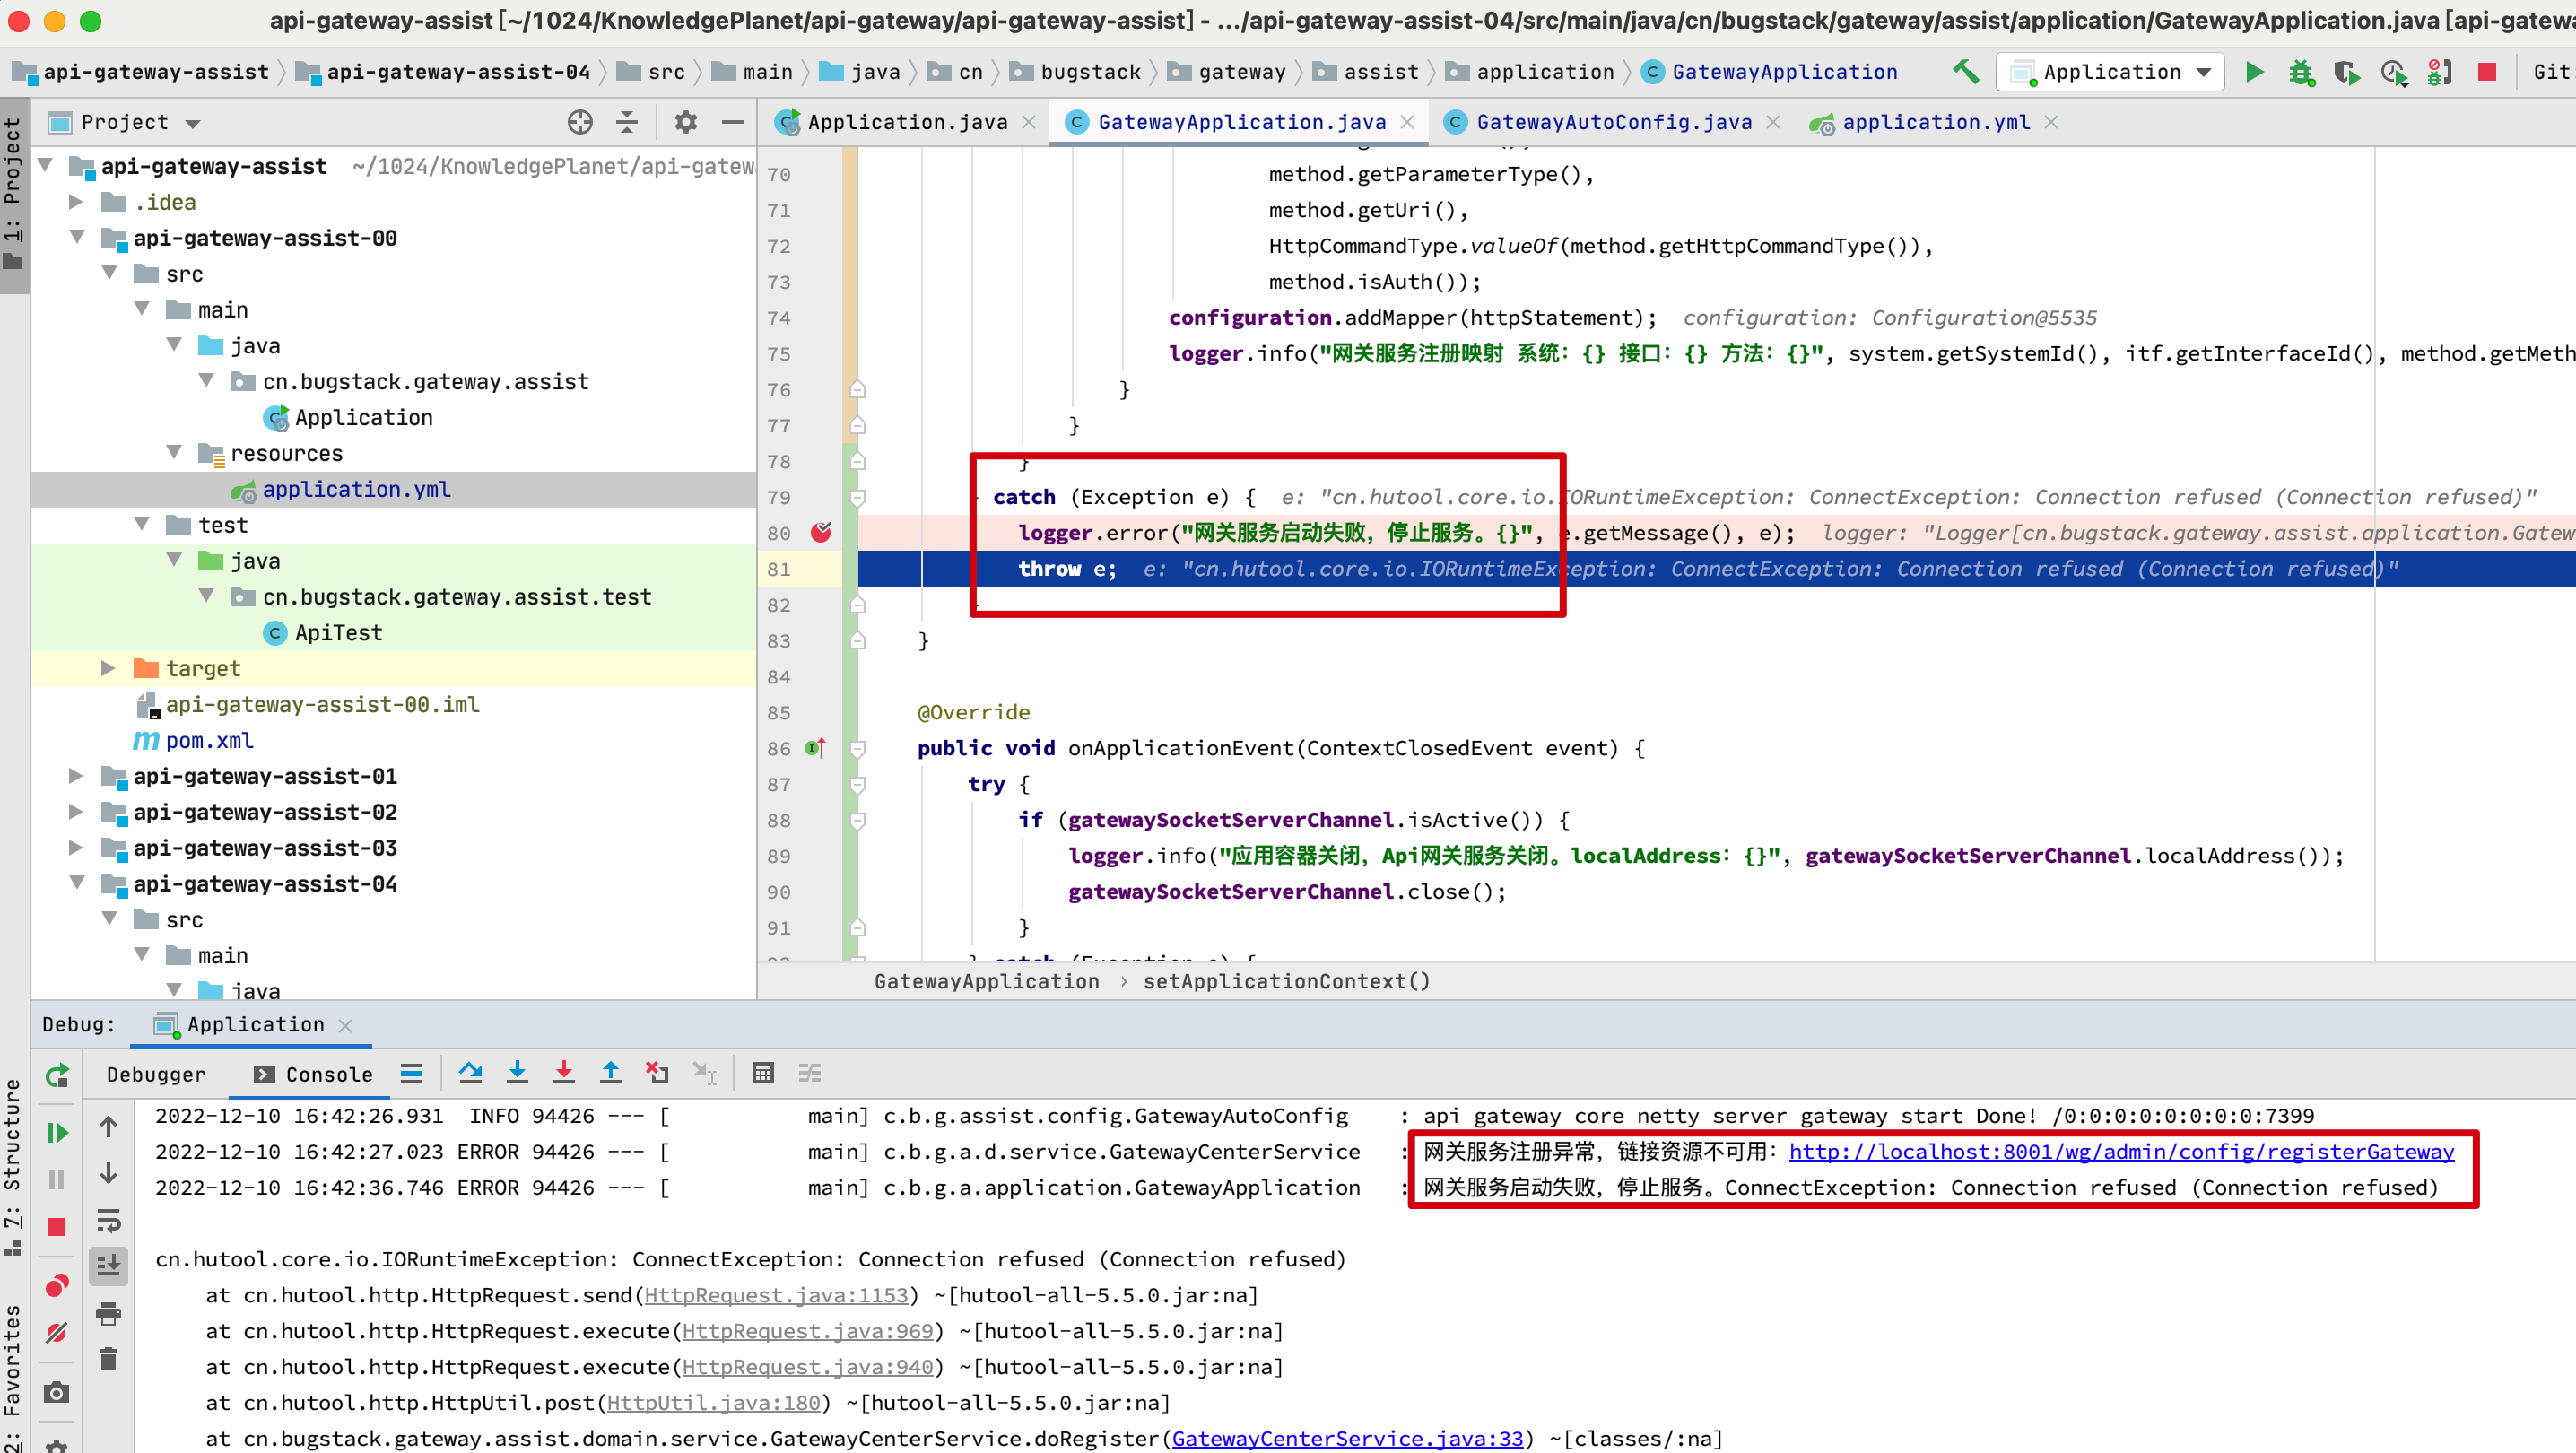 api-gateway-assist [~/1024/KnowledgePlanet/api-gateway/api-gateway-assist] - .../api-gateway-assist-04/src/main/java/cn/bugstack/gateway/assist/application/GatewayApplication.java [api-gatewa
api-gateway-assist api-gateway-assist-04 src main java cn bugstack gateway assist application GatewayApplication Application Git
1: Project
Project
api-gateway-assist ~/1024/KnowledgePlanet/api-gatew
.idea
api-gateway-assist-00
src
main
java
cn.bugstack.gateway.assist
Application
resources
application.yml
test
java
cn.bugstack.gateway.assist.test
ApiTest
target
api-gateway-assist-00.iml
pom.xml
api-gateway-assist-01
api-gateway-assist-02
api-gateway-assist-03
api-gateway-assist-04
src
main
java
Application.java GatewayApplication.java GatewayAutoConfig.java application.yml
70 method.getParameterType(),
71 method.getUri(),
72 HttpCommandType.valueOf(method.getHttpCommandType()),
73 method.isAuth());
74 configuration.addMapper(httpStatement); configuration: Configuration@5535
75 logger.info("网关服务注册映射 系统：{} 接口：{} 方法：{}", system.getSystemId(), itf.getInterfaceId(), method.getMeth
76 }
77 }
78 }
79 catch (Exception e) { e: "cn.hutool.core.io.IORuntimeException: ConnectException: Connection refused (Connection refused)"
80 logger.error("网关服务启动失败，停止服务。{}", e.getMessage(), e); logger: "Logger[cn.bugstack.gateway.assist.application.Gatew
81 throw e; e: "cn.hutool.core.io.IORuntimeException: ConnectException: Connection refused (Connection refused)"
82
83 }
84
85 @Override
86 public void onApplicationEvent(ContextClosedEvent event) {
87 try {
88 if (gatewaySocketServerChannel.isActive()) {
89 logger.info("应用容器关闭，Api网关服务关闭。localAddress：{}", gatewaySocketServerChannel.localAddress());
90 gatewaySocketServerChannel.close();
91 }
92 } catch (Exception e) {
GatewayApplication › setApplicationContext()
Debug: Application
Debugger Console
7: Structure
2: Favorites
2022-12-10 16:42:26.931 INFO 94426 --- [ main] c.b.g.assist.config.GatewayAutoConfig : api gateway core netty server gateway start Done! /0:0:0:0:0:0:0:0:7399
2022-12-10 16:42:27.023 ERROR 94426 --- [ main] c.b.g.a.d.service.GatewayCenterService : 网关服务注册异常，链接资源不可用：http://localhost:8001/wg/admin/config/registerGateway
2022-12-10 16:42:36.746 ERROR 94426 --- [ main] c.b.g.a.application.GatewayApplication : 网关服务启动失败，停止服务。ConnectException: Connection refused (Connection refused)
cn.hutool.core.io.IORuntimeException: ConnectException: Connection refused (Connection refused)
at cn.hutool.http.HttpRequest.send(HttpRequest.java:1153) ~[hutool-all-5.5.0.jar:na]
at cn.hutool.http.HttpRequest.execute(HttpRequest.java:969) ~[hutool-all-5.5.0.jar:na]
at cn.hutool.http.HttpRequest.execute(HttpRequest.java:940) ~[hutool-all-5.5.0.jar:na]
at cn.hutool.http.HttpUtil.post(HttpUtil.java:180) ~[hutool-all-5.5.0.jar:na]
at cn.bugstack.gateway.assist.domain.service.GatewayCenterService.doRegister(GatewayCenterService.java:33) ~[classes/:na]